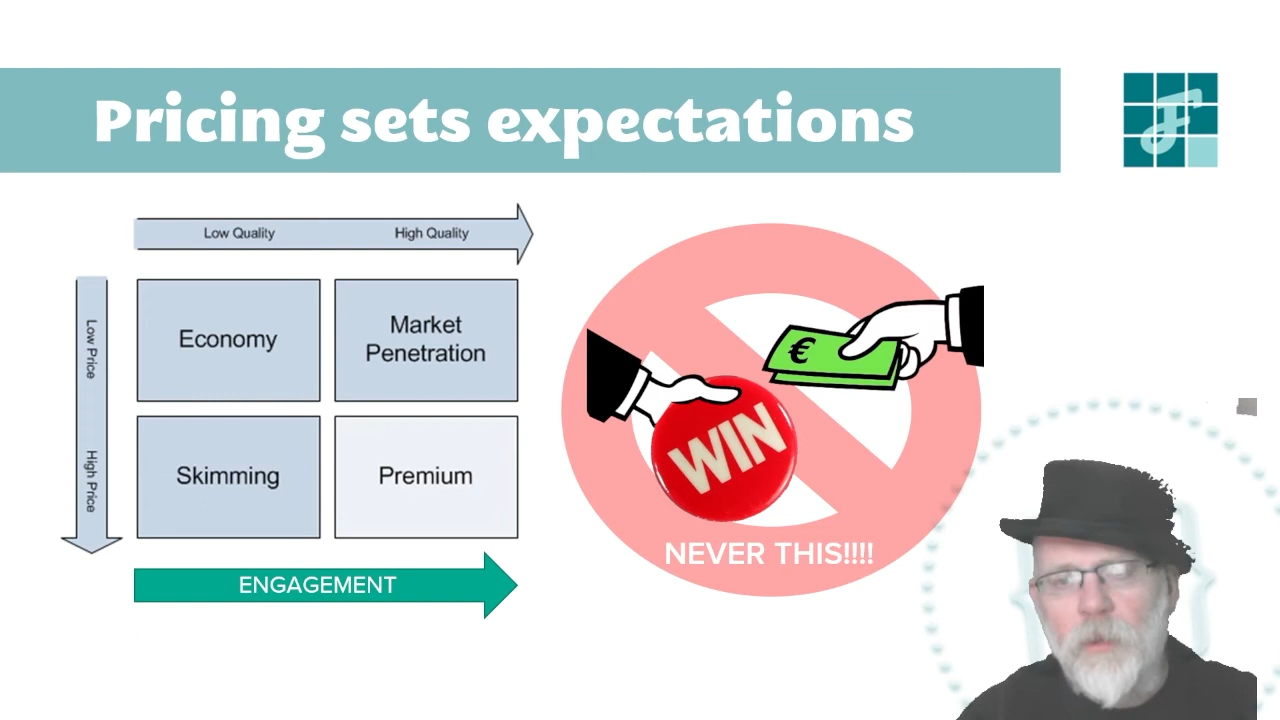 Pricing sets expectations
F
Low Quality
High Quality
Low Price
High Price
Economy
Market
Penetration
Skimming
Premium
ENGAGEMENT
€
WIN
NEVER THIS!!!!